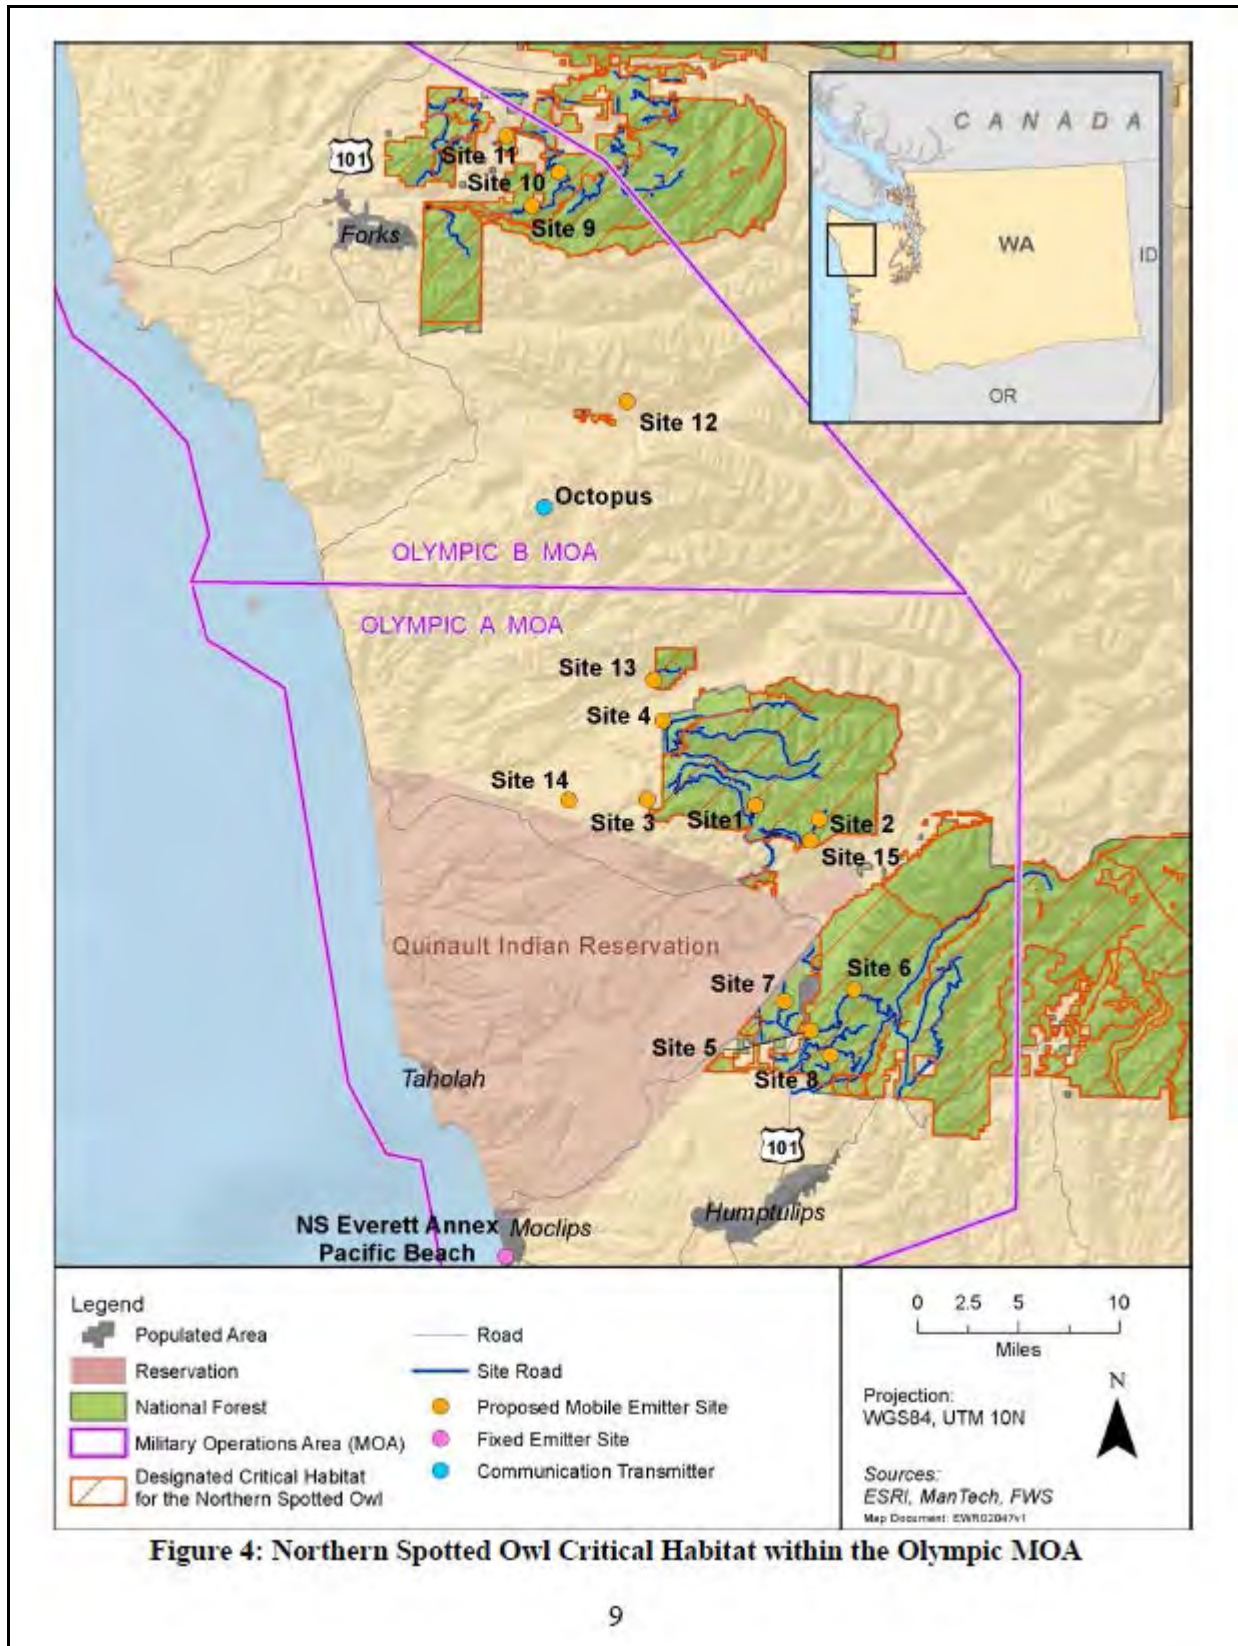 CANADA
101
Site 11
Site 10
Site 9
Forks
WA
ID
OR
Site 12
Octopus
OLYMPIC B MOA
OLYMPIC A MOA
Site 13
Site 4
Site 14
Site 3
Site1
Site 2
Site 15
Quinault Indian Reservation
Site 6
Site 7
Site 5
Taholah
Site 8
101
Humptulips
NS Everett Annex
Pacific Beach
Moclips
Legend
Populated Area
Reservation
National Forest
Military Operations Area (MOA)
Designated Critical Habitat
for the Northern Spotted Owl
Road
Site Road
Proposed Mobile Emitter Site
Fixed Emitter Site
Communication Transmitter
0 2.5 5 10
Miles
N
Projection:
WGS84, UTM 10N
Sources:
ESRI, ManTech, FWS
Map Document: EWR02047v1
Figure 4: Northern Spotted Owl Critical Habitat within the Olympic MOA
9